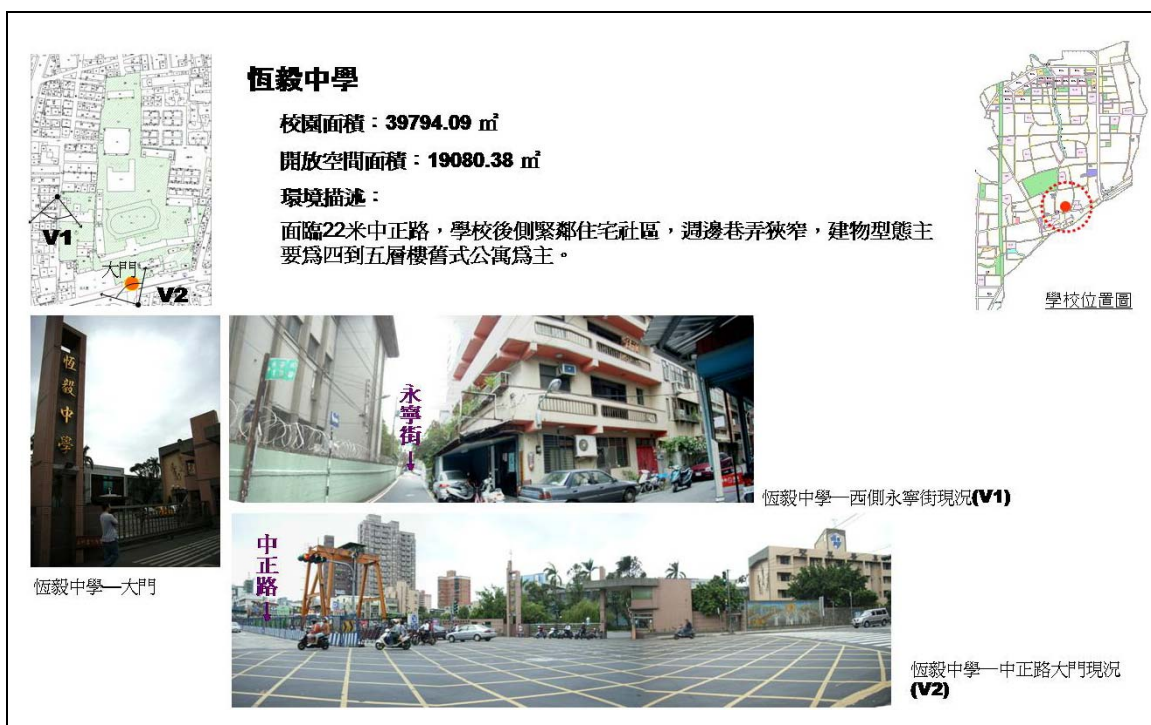 恆毅中學
校園面積：39794.09 ㎡
開放空間面積：19080.38 ㎡
環境描述：
面臨22米中正路，學校後側緊鄰住宅社區，週邊巷弄狹窄，建物型態主
要為四到五層樓舊式公寓為主。
V1
大門
V2
學校位置圖
恆毅中學
恆毅中學—大門
永寧街
恆毅中學—西側永寧街現況(V1)
中正路
恆毅中學—中正路大門現況
(V2)